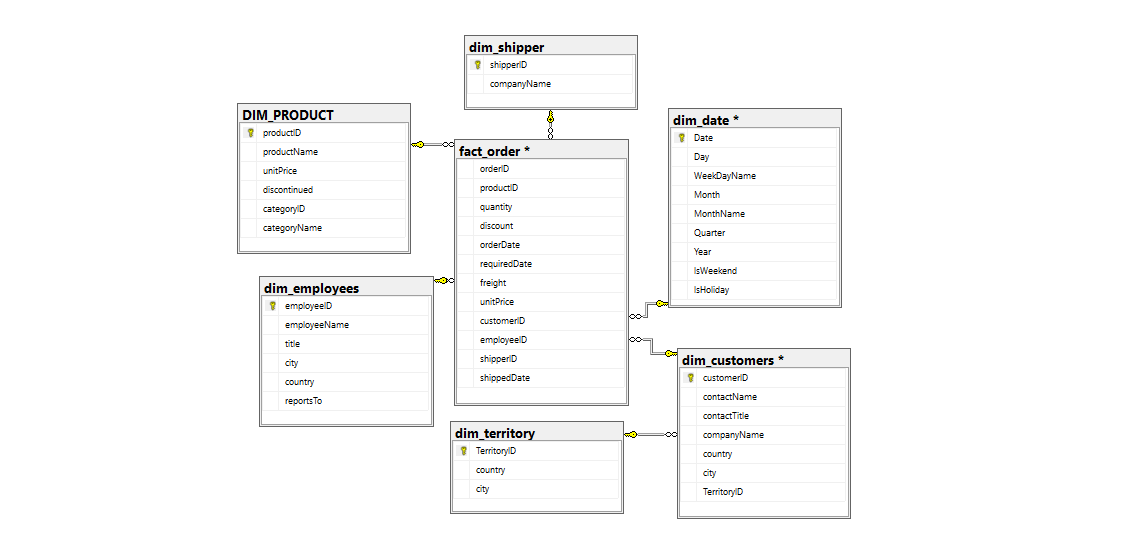 dim_shipper
shipperID
companyName
DIM_PRODUCT
productID
productName
unitPrice
discontinued
categoryID
categoryName
fact_order *
orderID
productID
quantity
discount
orderDate
requiredDate
freight
unitPrice
customerID
employeeID
shipperID
shippedDate
dim_date *
Date
Day
WeekDayName
Month
MonthName
Quarter
Year
IsWeekend
IsHoliday
dim_employees
employeeID
employeeName
title
city
country
reportsTo
dim_customers *
customerID
contactName
contactTitle
companyName
country
city
TerritoryID
dim_territory
TerritoryID
country
city